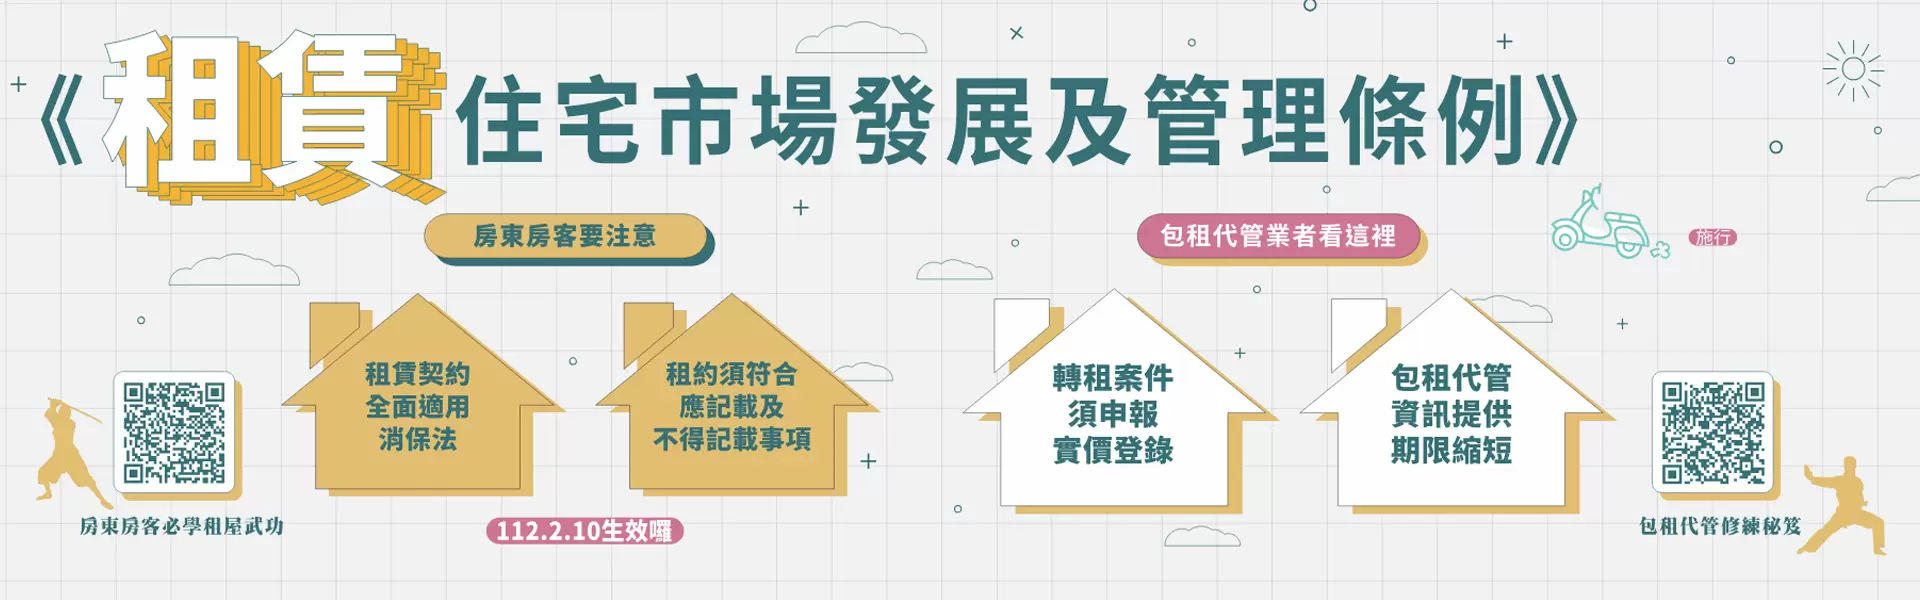 《租賃住宅市場發展及管理條例》
房東房客要注意
包租代管業者看這裡
施行
租賃契約
全面適用
消保法
租約須符合
應記載及
不得記載事項
轉租案件
須申報
實價登錄
包租代管
資訊提供
期限縮短
房東房客必學租屋武功
112.2.10生效囉
包租代管修練秘笈